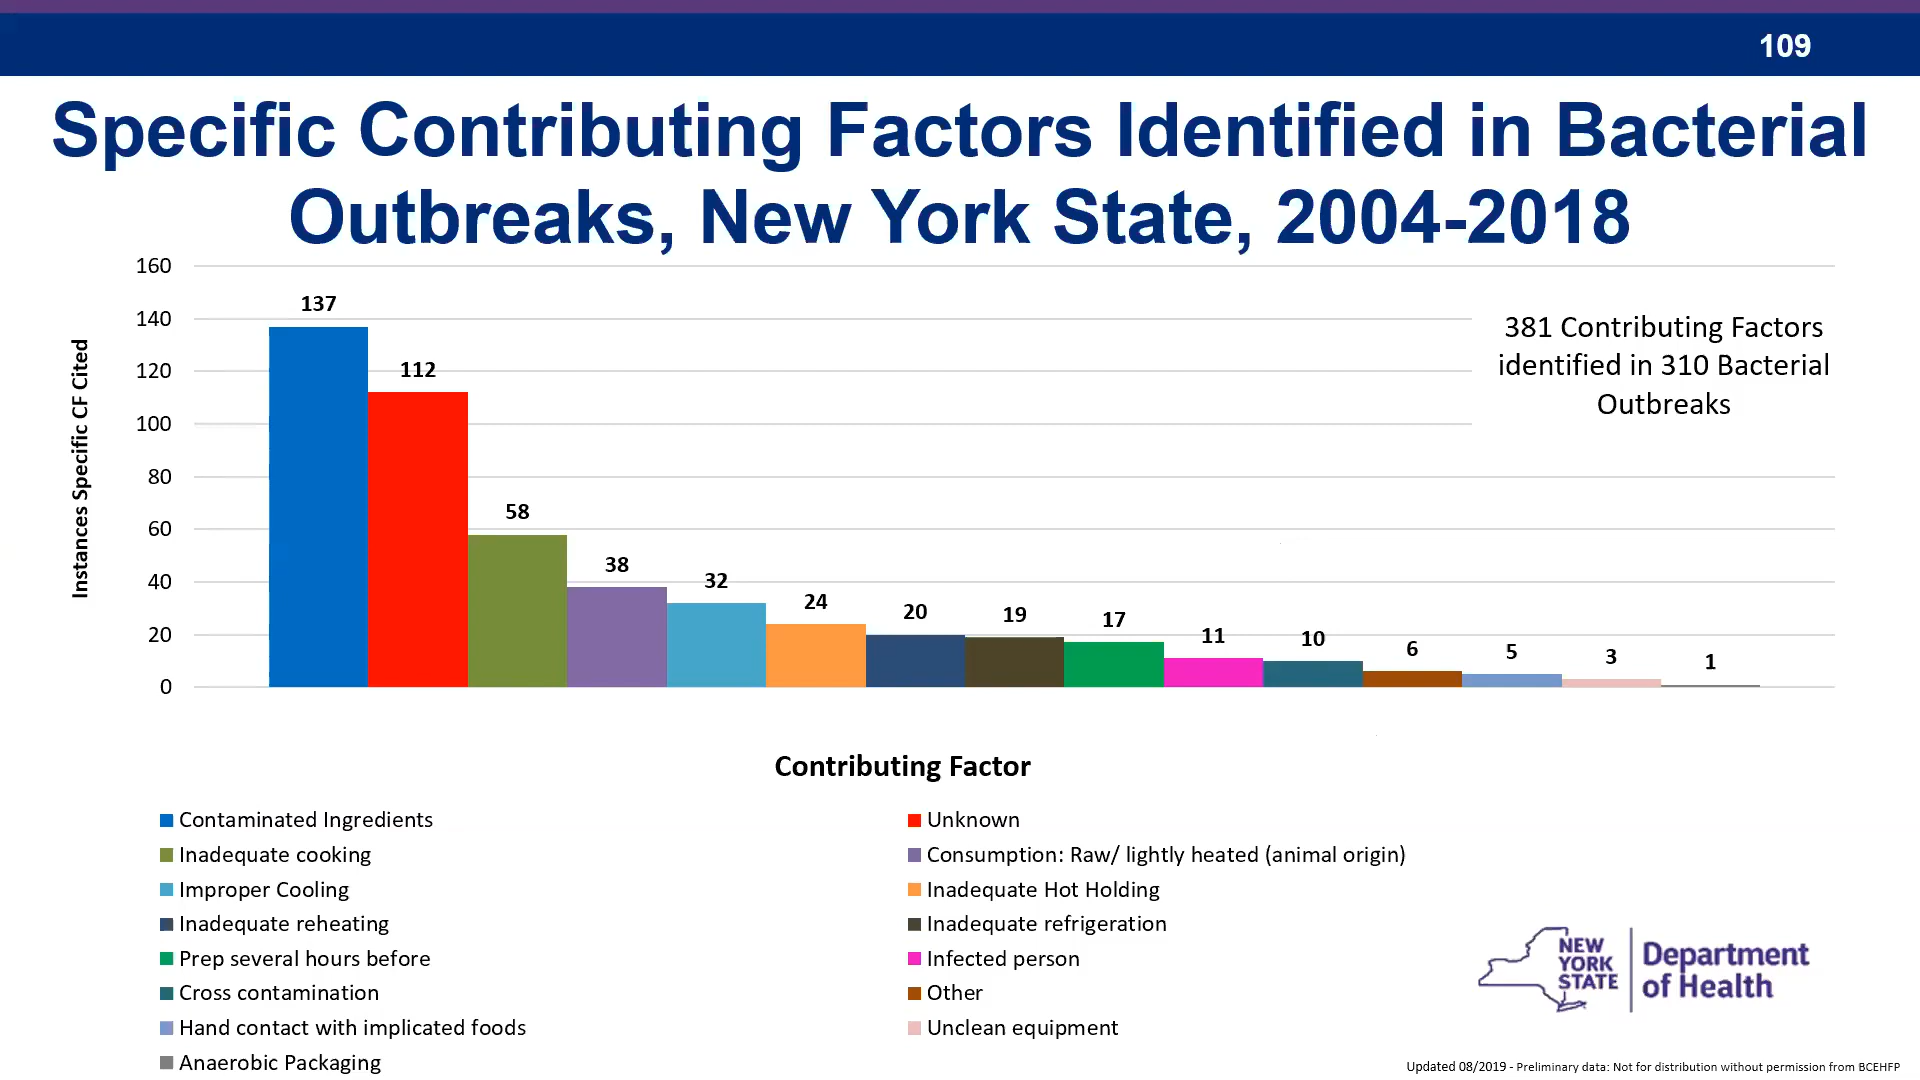 109
Specific Contributing Factors Identified in Bacterial
Outbreaks, New York State, 2004-2018
160
140
120
100
80
60
40
20
0
Instances Specific CF Cited
137
112
58
38
32
24
20
19
17
11
10
6
5
3
1
381 Contributing Factors
identified in 310 Bacterial
Outbreaks
Contributing Factor
Contaminated Ingredients
Unknown
Inadequate cooking
Consumption: Raw/ lightly heated (animal origin)
Improper Cooling
Inadequate Hot Holding
Inadequate reheating
Inadequate refrigeration
Prep several hours before
Infected person
Cross contamination
Other
Hand contact with implicated foods
Unclean equipment
Anaerobic Packaging
NEW
YORK
STATE
Department
of Health
Updated 08/2019 - Preliminary data: Not for distribution without permission from BCEHFP